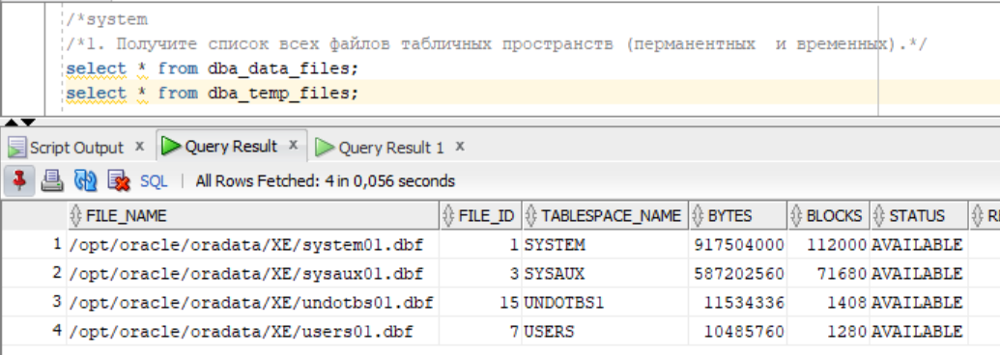 /*system
/*1. Получите список всех файлов табличных пространств (перманентных  и временных).*/
select * from dba_data_files;
select * from dba_temp_files;
Script Output x Query Result x Query Result 1 x
SQL | All Rows Fetched: 4 in 0,056 seconds
FILE_NAME FILE_ID TABLESPACE_NAME BYTES BLOCKS STATUS
1 /opt/oracle/oradata/XE/system01.dbf 1 SYSTEM 917504000 112000 AVAILABLE
2 /opt/oracle/oradata/XE/sysaux01.dbf 3 SYSAUX 587202560 71680 AVAILABLE
3 /opt/oracle/oradata/XE/undotbs01.dbf 15 UNDOTBS1 11534336 1408 AVAILABLE
4 /opt/oracle/oradata/XE/users01.dbf 7 USERS 10485760 1280 AVAILABLE